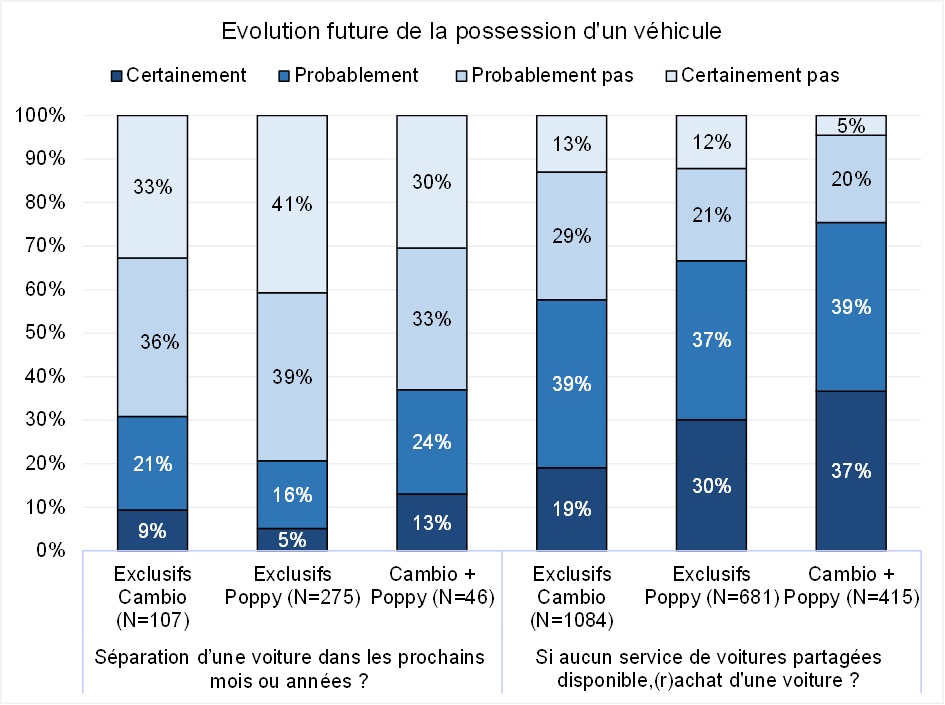 Evolution future de la possession d'un véhicule
Certainement Probablement Probablement pas Certainement pas
100%
90%
80%
70%
60%
50%
40%
30%
20%
10%
0%
33%
36%
21%
9%
41%
39%
16%
5%
30%
33%
24%
13%
13%
29%
39%
19%
12%
21%
37%
30%
5%
20%
39%
37%
Exclusifs
Cambio
(N=107)
Exclusifs
Poppy (N=275)
Cambio +
Poppy (N=46)
Exclusifs
Cambio
(N=1084)
Exclusifs
Poppy (N=681)
Cambio +
Poppy (N=415)
Séparation d’une voiture dans les prochains
mois ou années ?
Si aucun service de voitures partagées
disponible,(r)achat d'une voiture ?